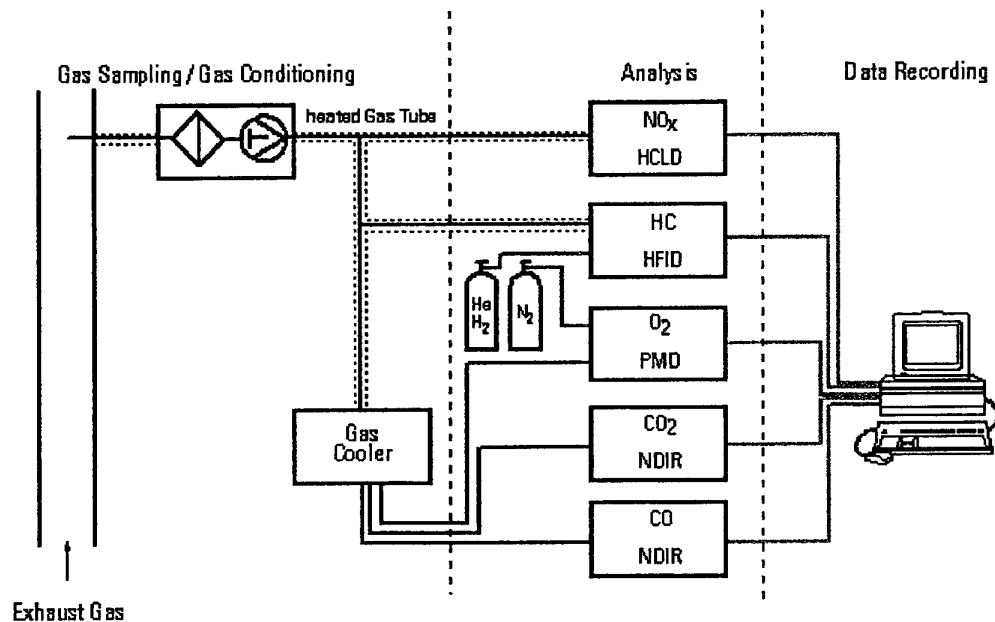 Gas Sampling / Gas Conditioning
Analysis
Data Recording
heated Gas Tube
NOx
HCLD
HC
HFID
He
H2
N2
O2
PMD
Gas
Cooler
CO2
NDIR
CO
NDIR
Exhaust Gas